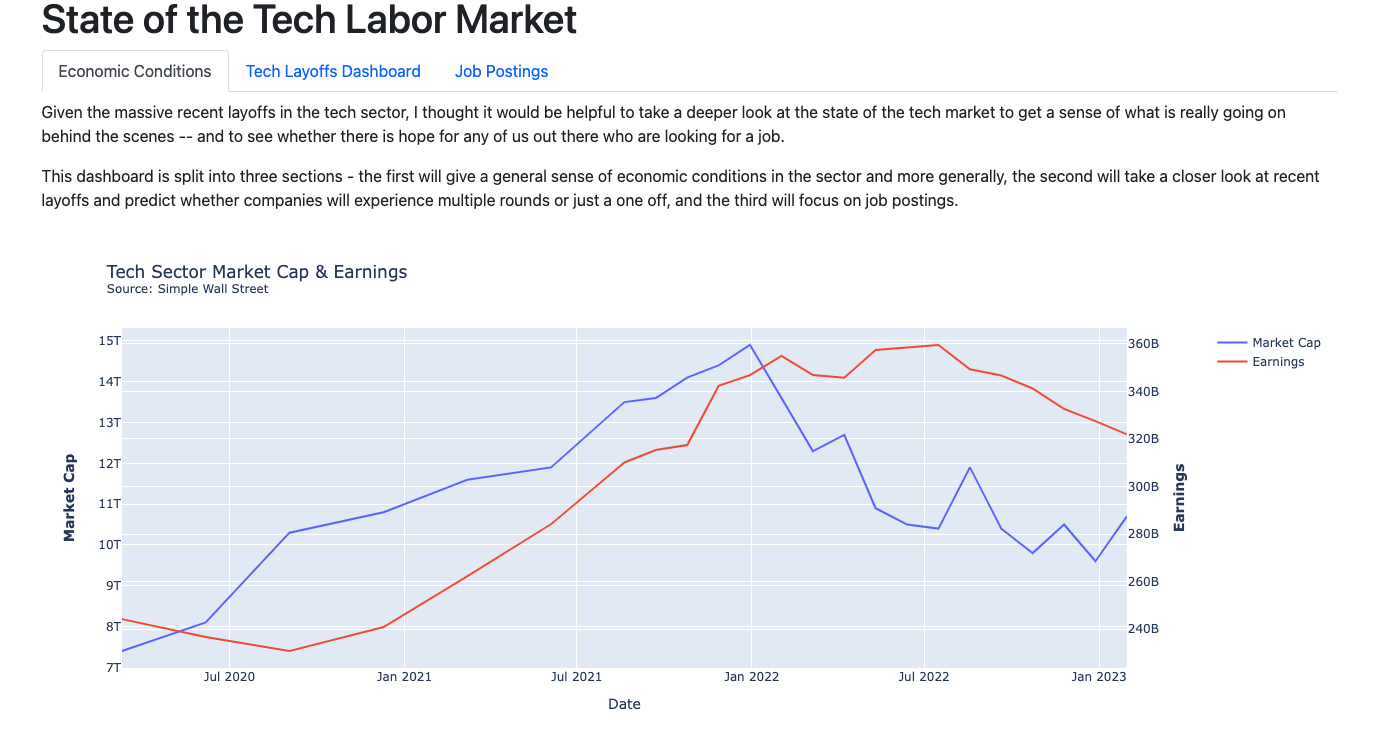 State of the Tech Labor Market
Economic Conditions
Tech Layoffs Dashboard
Job Postings
Given the massive recent layoffs in the tech sector, I thought it would be helpful to take a deeper look at the state of the tech market to get a sense of what is really going on
behind the scenes -- and to see whether there is hope for any of us out there who are looking for a job.
This dashboard is split into three sections - the first will give a general sense of economic conditions in the sector and more generally, the second will take a closer look at recent
layoffs and predict whether companies will experience multiple rounds or just a one off, and the third will focus on job postings.
Tech Sector Market Cap & Earnings
Source: Simple Wall Street
Market Cap
15T
14T
13T
12T
11T
10T
9T
8T
7T
360B
340B
320B
300B
280B
260B
240B
Earnings
Market Cap
Earnings
Jul 2020
Jan 2021
Jul 2021
Jan 2022
Jul 2022
Jan 2023
Date